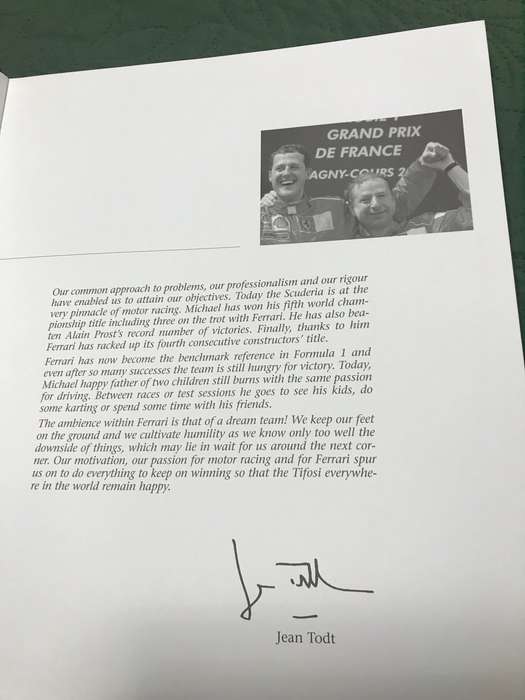 GRAND PRIX
DE FRANCE
AGNY-COURS 2
Our common approach to problems, our professionalism and our rigour
have enabled us to attain our objectives. Today the Scuderia is at the
very pinnacle of motor racing. Michael has won his fifth world cham-
pionship title including three on the trot with Ferrari. He has also bea-
ten Alain Prost's record number of victories. Finally, thanks to him
Ferrari has racked up its fourth consecutive constructors' title.
Ferrari has now become the benchmark reference in Formula 1 and
even after so many successes the team is still hungry for victory. Today,
Michael happy father of two children still burns with the same passion
for driving. Between races or test sessions he goes to see his kids, do
some karting or spend some time with his friends.
The ambience within Ferrari is that of a dream team! We keep our feet
on the ground and we cultivate humility as we know only too well the
downside of things, which may lie in wait for us around the next cor-
ner. Our motivation, our passion for motor racing and for Ferrari spur
us on to do everything to keep on winning so that the Tifosi everywhe-
re in the world remain happy.
Jean Todt